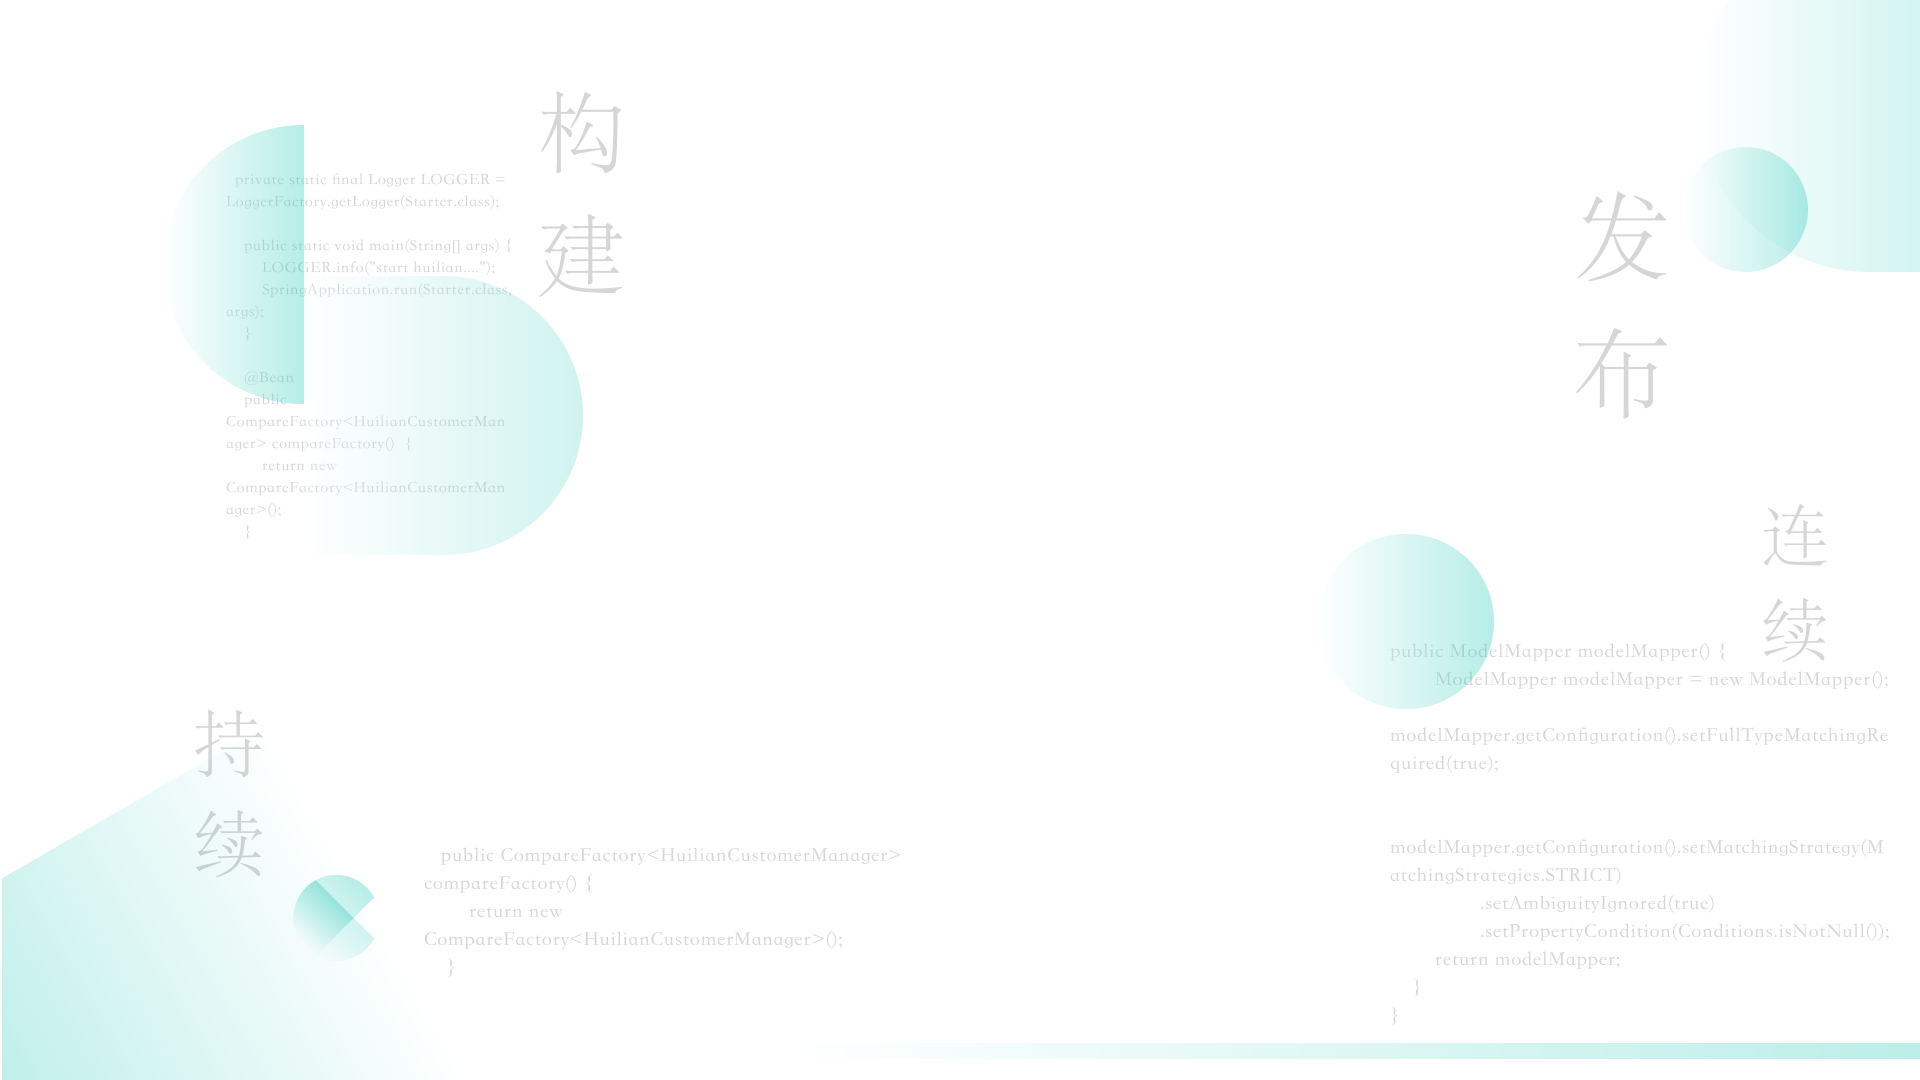 构
建
private static final Logger LOGGER =
LoggerFactory.getLogger(Starter.class);
public static void main(String[] args) {
LOGGER.info("start huilian....");
SpringApplication.run(Starter.class,
args);
}
@Bean
public
CompareFactory<HuilianCustomerMan
ager> compareFactory()  {
return new
CompareFactory<HuilianCustomerMan
ager>();
}
发
布
连
续
public ModelMapper modelMapper() {
ModelMapper modelMapper = new ModelMapper();
modelMapper.getConfiguration().setFullTypeMatchingRe
quired(true);
modelMapper.getConfiguration().setMatchingStrategy(M
atchingStrategies.STRICT)
.setAmbiguityIgnored(true)
.setPropertyCondition(Conditions.isNotNull());
return modelMapper;
}
}
持
续
public CompareFactory<HuilianCustomerManager>
compareFactory() {
return new
CompareFactory<HuilianCustomerManager>();
}